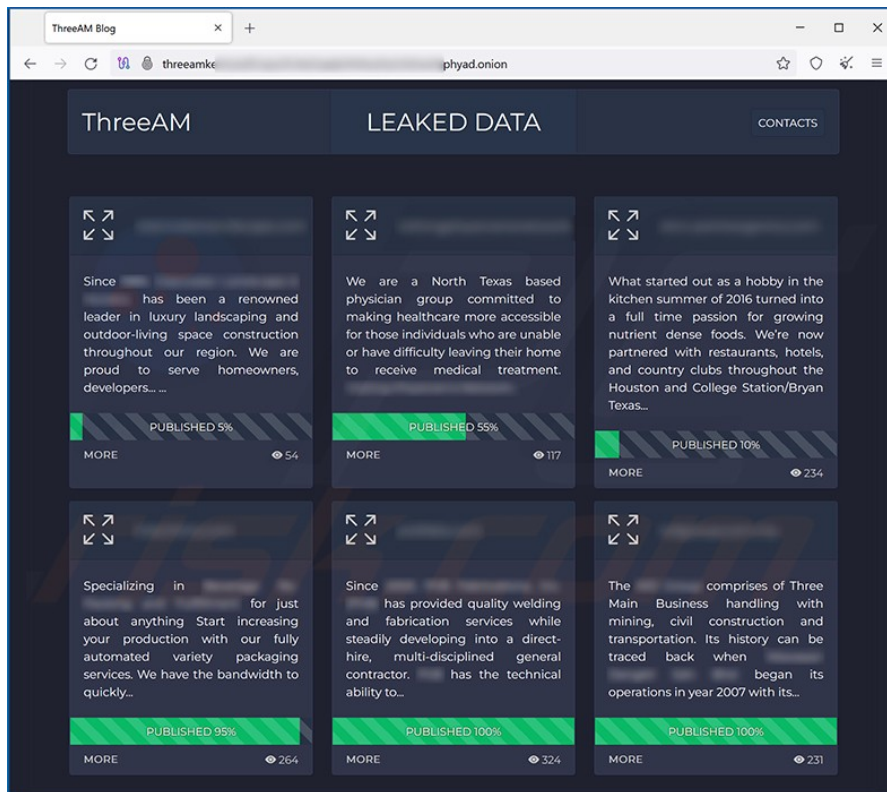 ThreeAM Blog
threeamke phyad.onion
ThreeAM
LEAKED DATA
CONTACTS
Since
has been a renowned
leader in luxury landscaping and
outdoor-living space construction
throughout our region. We are
proud to serve homeowners,
developers... ...
PUBLISHED 5%
MORE 54
We are a North Texas based
physician group committed to
making healthcare more accessible
for those individuals who are unable
or have difficulty leaving their home
to receive medical treatment.
PUBLISHED 55%
MORE 117
What started out as a hobby in the
kitchen summer of 2016 turned into
a full time passion for growing
nutrient dense foods. We're now
partnered with restaurants, hotels,
and country clubs throughout the
Houston and College Station/Bryan
Texas...
PUBLISHED 10%
MORE 234
Specializing in
for just
about anything Start increasing
your production with our fully
automated variety packaging
services. We have the bandwidth to
quickly...
PUBLISHED 95%
MORE 264
Since
has provided quality welding
and fabrication services while
steadily developing into a direct-
hire, multi-disciplined general
contractor. has the technical
ability to...
PUBLISHED 100%
MORE 324
The comprises of Three
Main Business handling with
mining, civil construction and
transportation. Its history can be
traced back when
began its
operations in year 2007 with its...
PUBLISHED 100%
MORE 231
risk.com